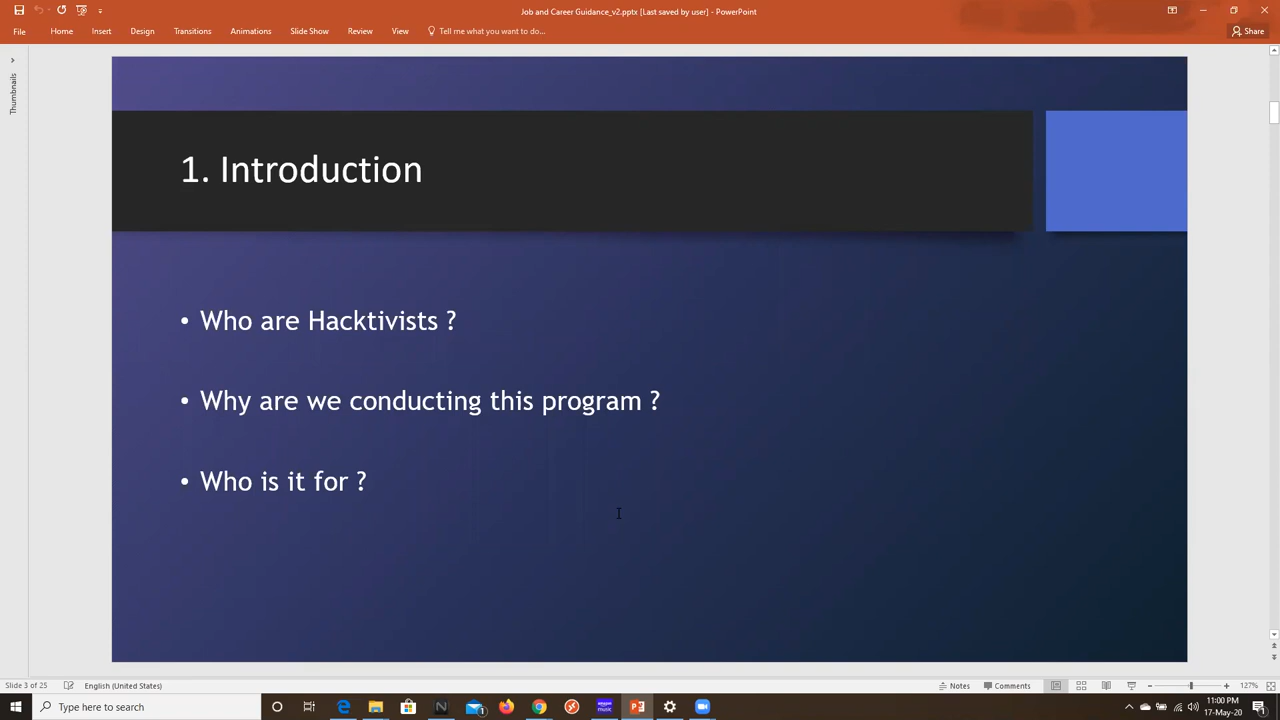 Job and Career Guidance_v2.pptx [Last saved by user] - PowerPoint
File Home Insert Design Transitions Animations Slide Show Review View Tell me what you want to do... Share
Thumbnails
1. Introduction
• Who are Hacktivists ?
• Why are we conducting this program ?
• Who is it for ?
Slide 3 of 25 English (United States) Notes Comments 127%
Type here to search
music
11:00 PM
17-May-20